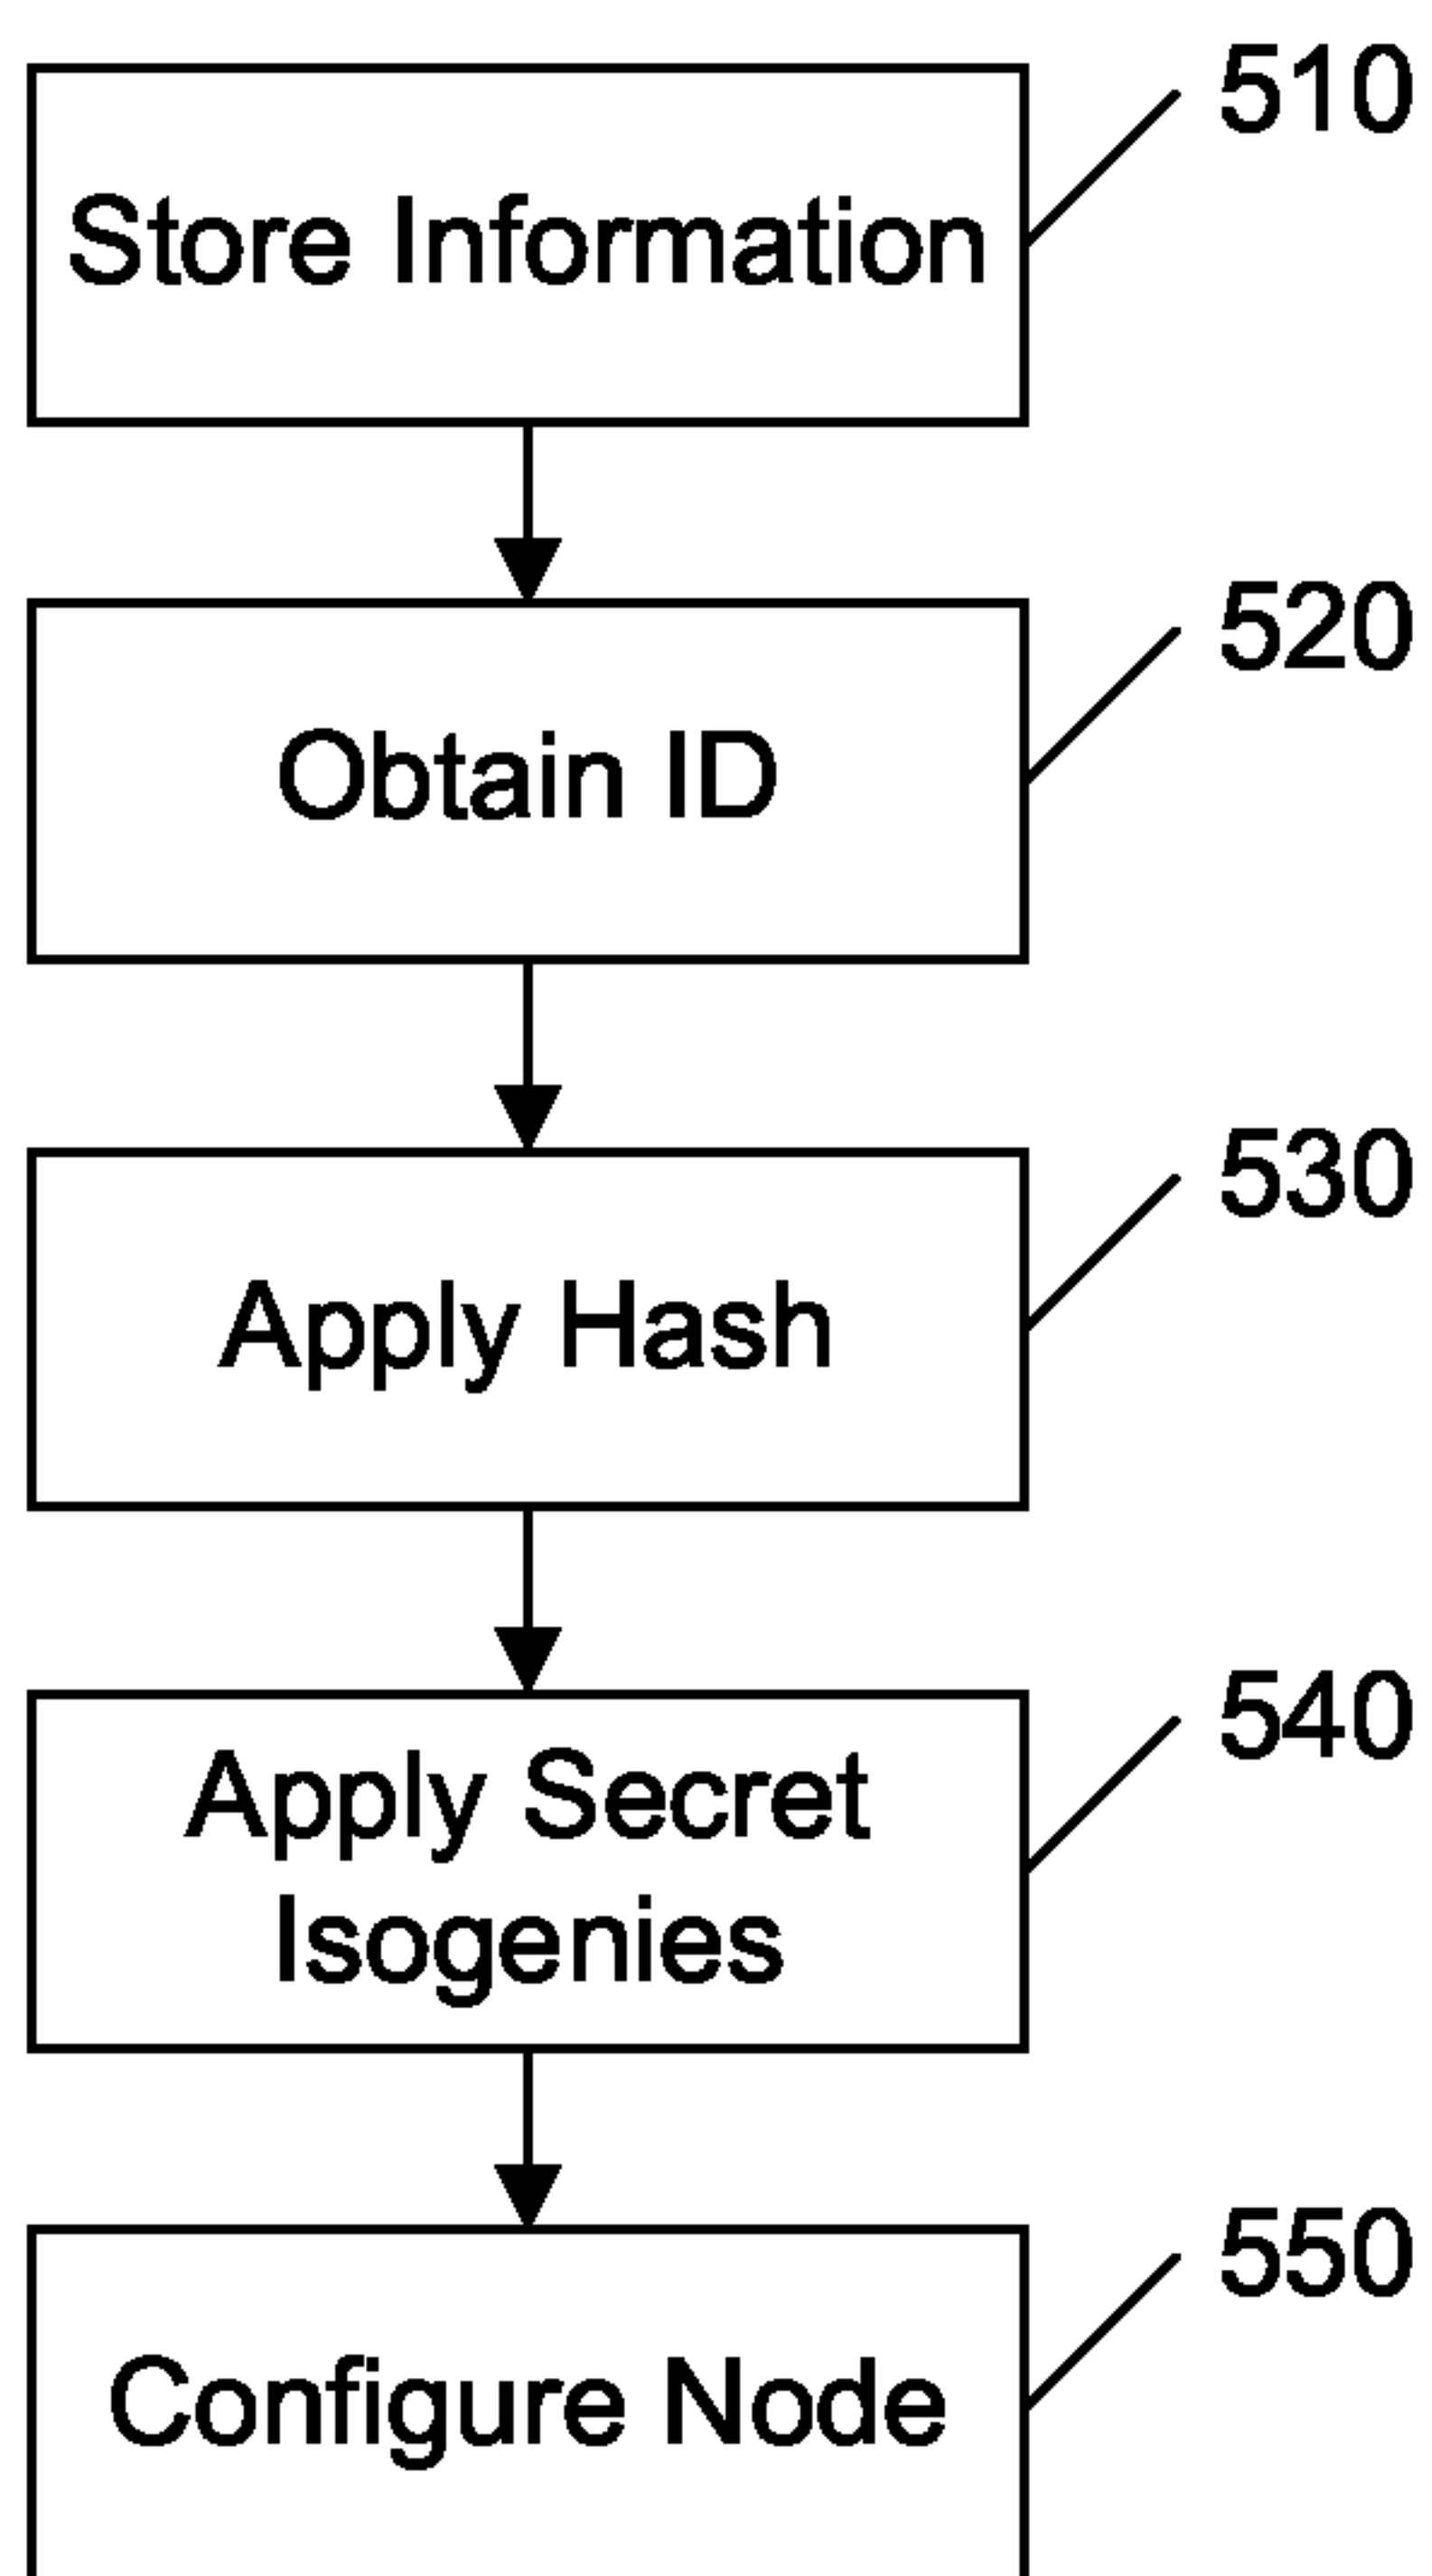 510
Store Information
520
Obtain ID
530
Apply Hash
540
Apply Secret
Isogenies
550
Configure Node